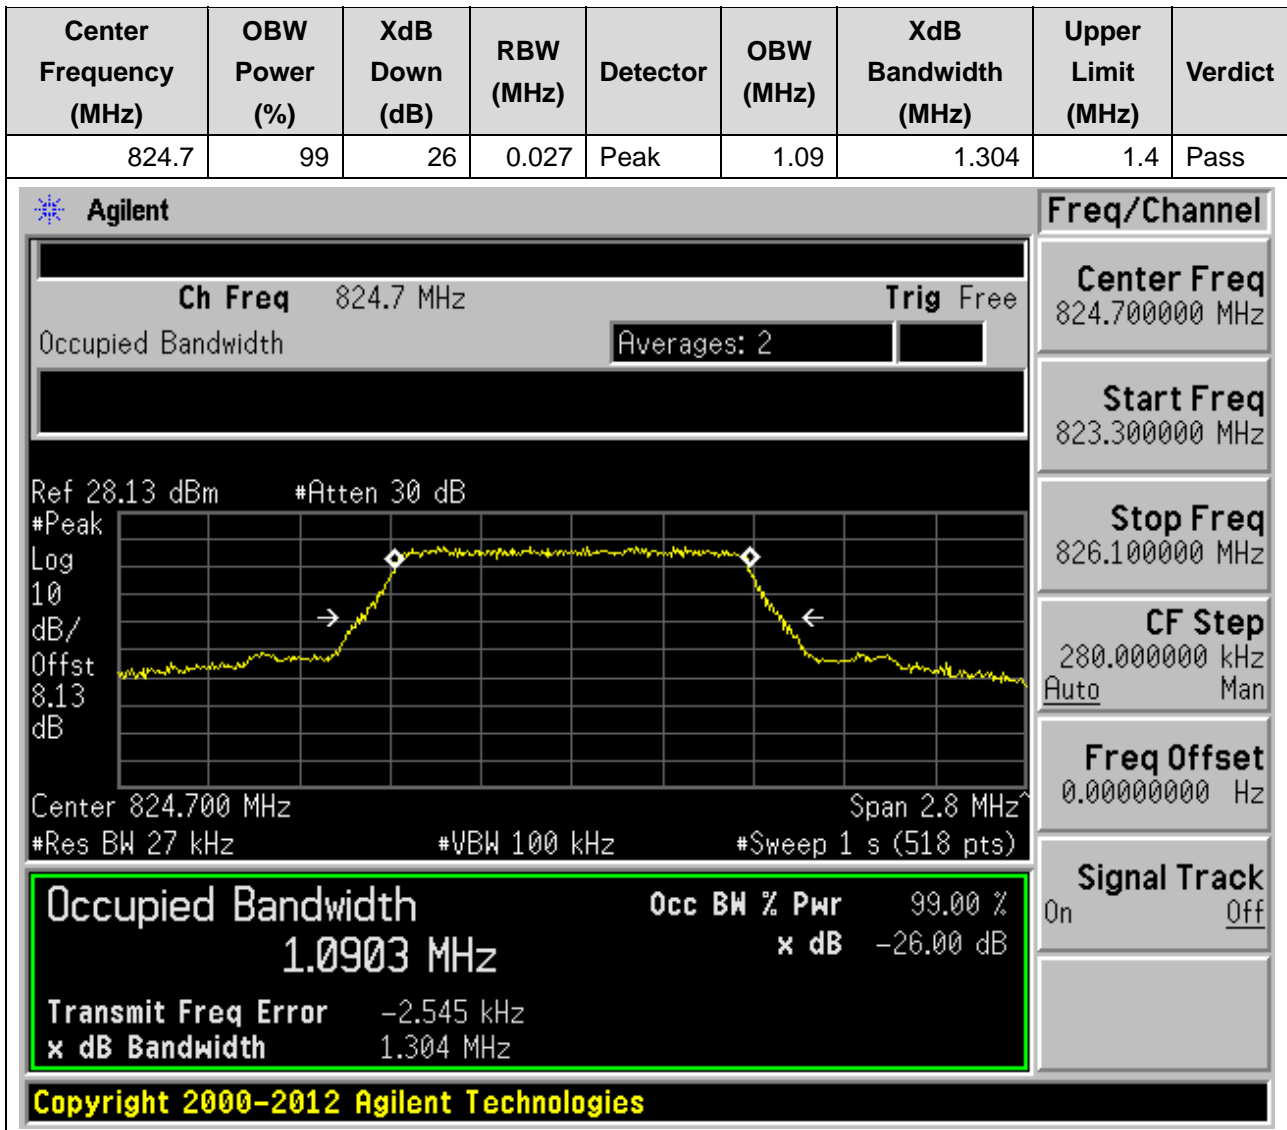 Center Frequency (MHz) OBW Power (%) XdB Down (dB) RBW (MHz) Detector OBW (MHz) XdB Bandwidth (MHz) Upper Limit (MHz) Verdict
824.7 99 26 0.027 Peak 1.09 1.304 1.4 Pass
Agilent
Ch Freq 824.7 MHz Trig Free
Occupied Bandwidth Averages: 2
Ref 28.13 dBm #Atten 30 dB
#Peak
Log
10
dB/
Offst
8.13
dB
Center 824.700 MHz Span 2.8 MHz^
#Res BW 27 kHz #VBW 100 kHz #Sweep 1 s (518 pts)
Occupied Bandwidth Occ BW % Pwr 99.00 %
1.0903 MHz x dB -26.00 dB
Transmit Freq Error -2.545 kHz
x dB Bandwidth 1.304 MHz
Copyright 2000-2012 Agilent Technologies
Freq/Channel
Center Freq
824.700000 MHz
Start Freq
823.300000 MHz
Stop Freq
826.100000 MHz
CF Step
280.000000 kHz
Auto Man
Freq Offset
0.00000000 Hz
Signal Track
On Off